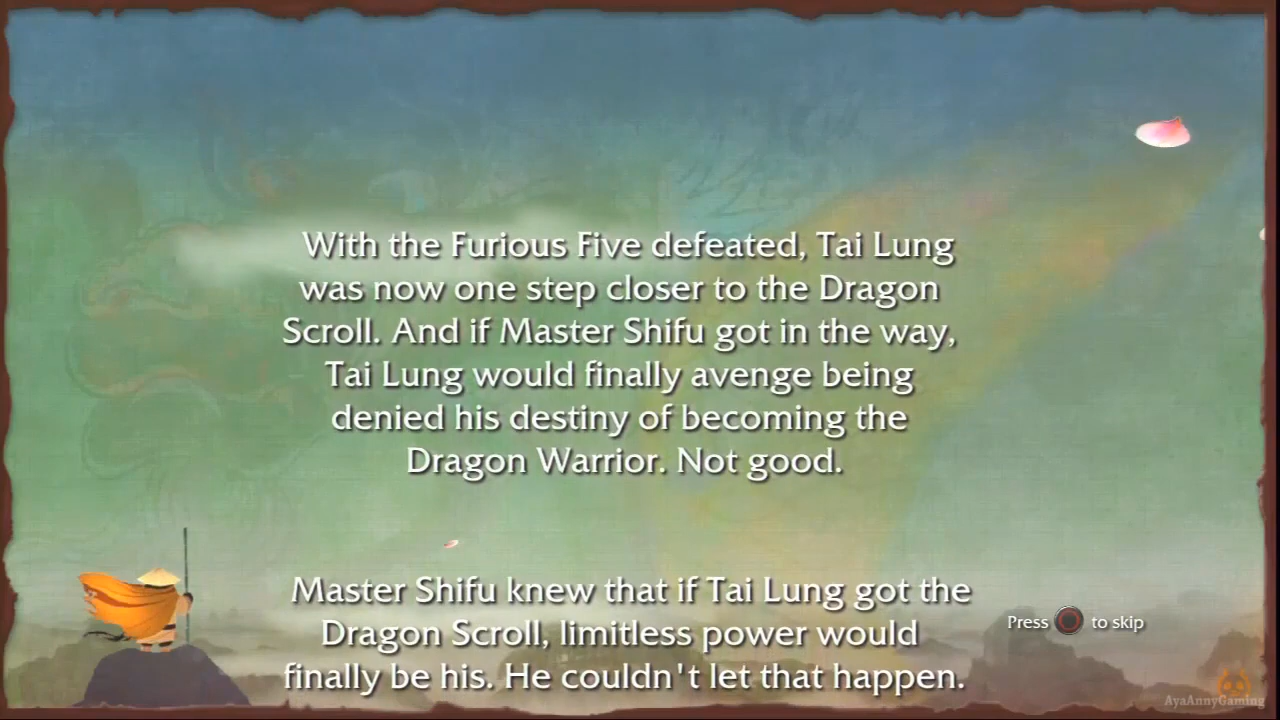 With the Furious Five defeated, Tai Lung
was now one step closer to the Dragon
Scroll. And if Master Shifu got in the way,
Tai Lung would finally avenge being
denied his destiny of becoming the
Dragon Warrior. Not good.
Master Shifu knew that if Tai Lung got the
Dragon Scroll, limitless power would
finally be his. He couldn't let that happen.
Press to skip
AyaAnnyGaming